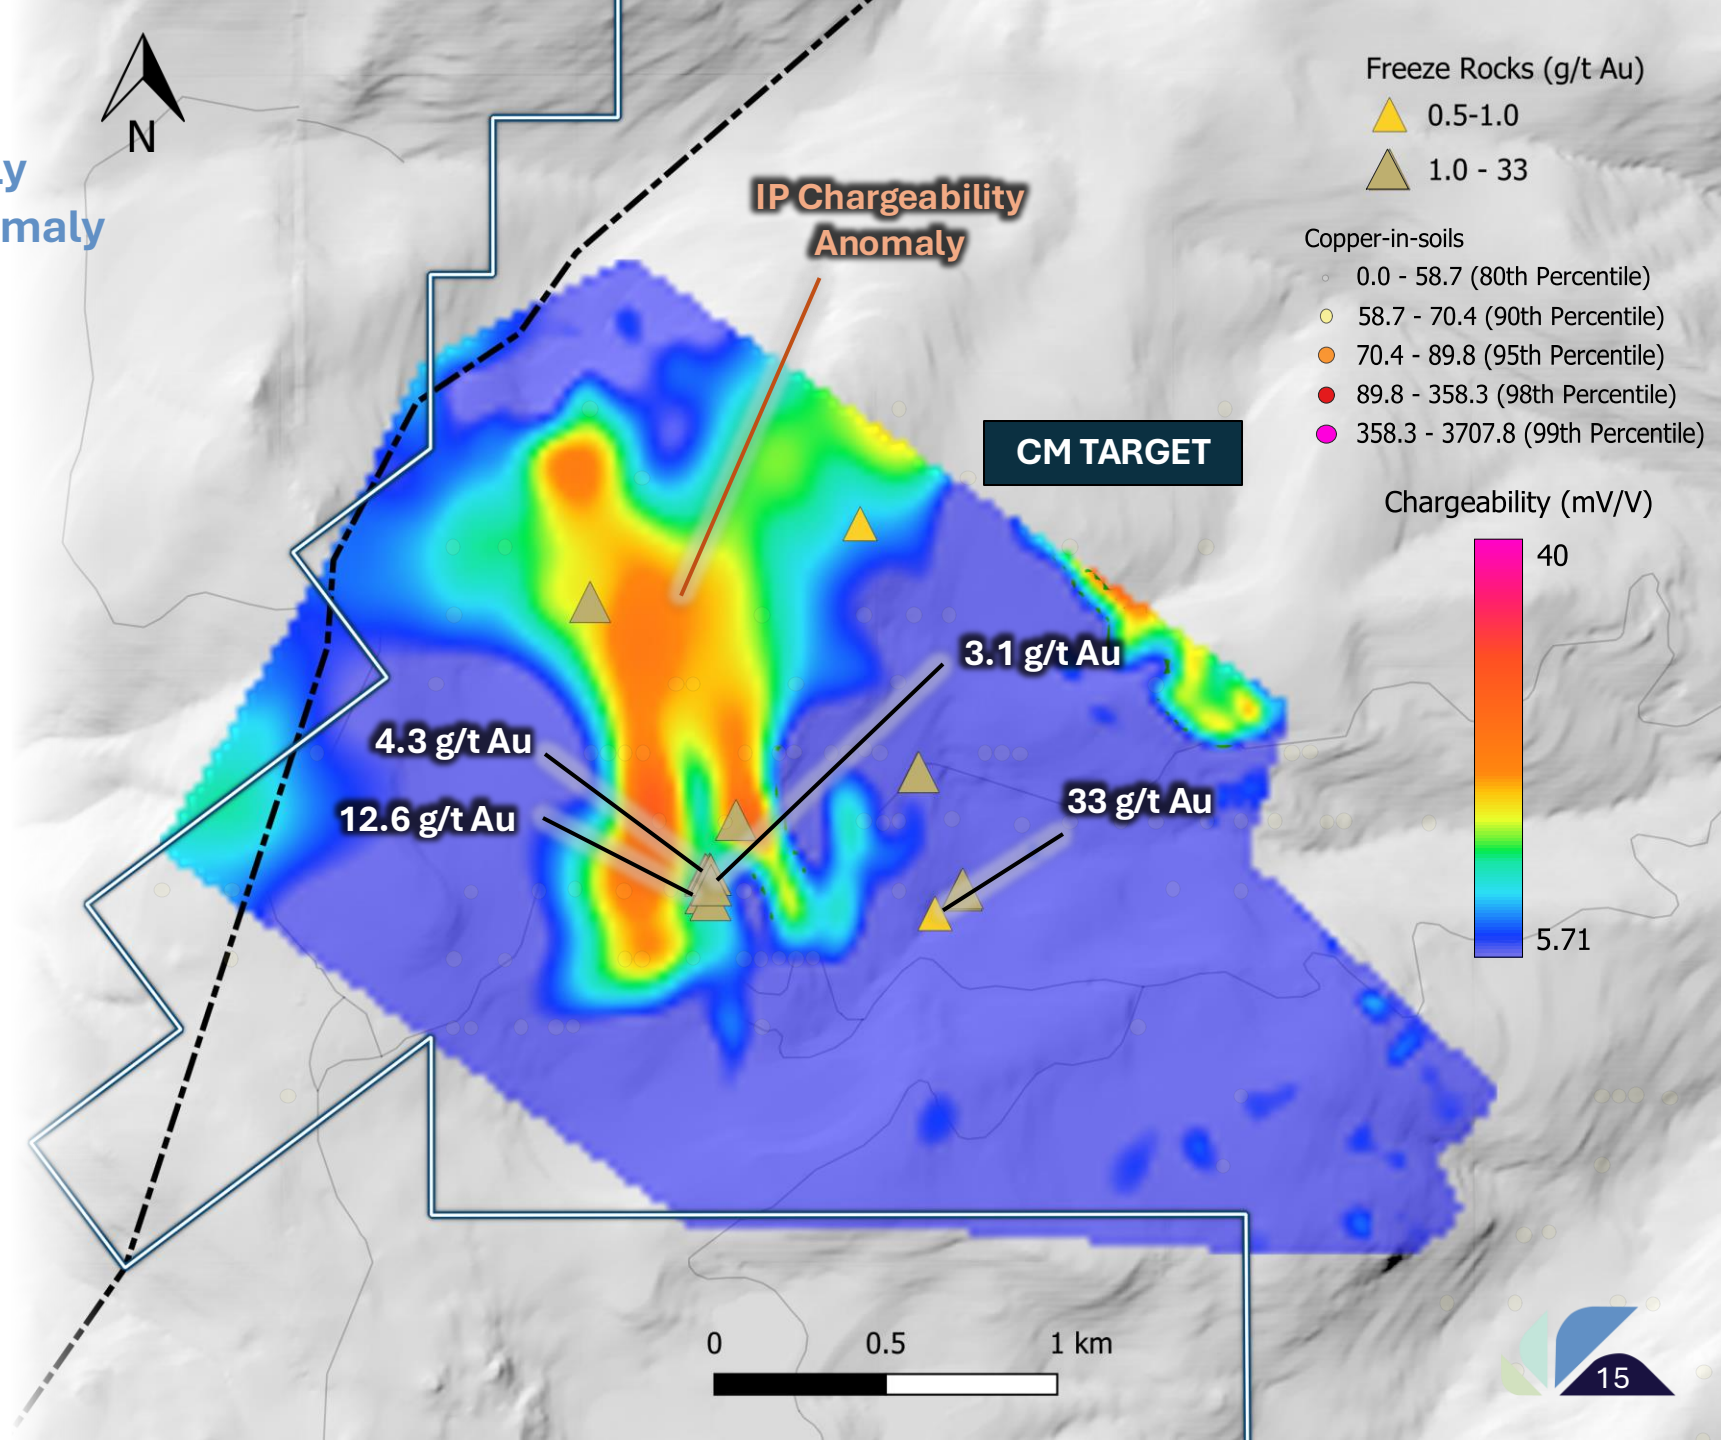 N
ly
maly
IP Chargeability
Anomaly
Freeze Rocks (g/t Au)
0.5-1.0
1.0 - 33
Copper-in-soils
0.0 - 58.7 (80th Percentile)
58.7 - 70.4 (90th Percentile)
70.4 - 89.8 (95th Percentile)
89.8 - 358.3 (98th Percentile)
358.3 - 3707.8 (99th Percentile)
CM TARGET
Chargeability (mV/V)
40
5.71
3.1 g/t Au
4.3 g/t Au
12.6 g/t Au
33 g/t Au
0 0.5 1 km
15